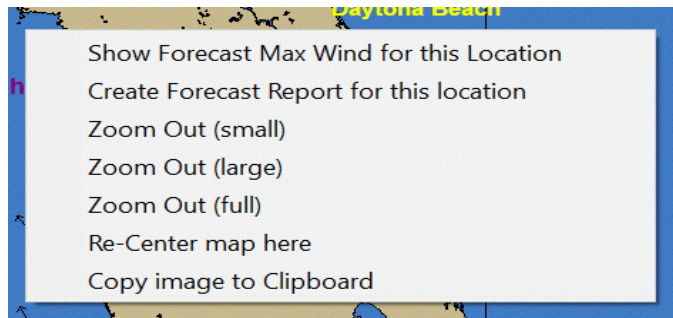 Daytona Beach
Show Forecast Max Wind for this Location
h
Create Forecast Report for this location
Zoom Out (small)
Zoom Out (large)
Zoom Out (full)
Re-Center map here
Copy image to Clipboard